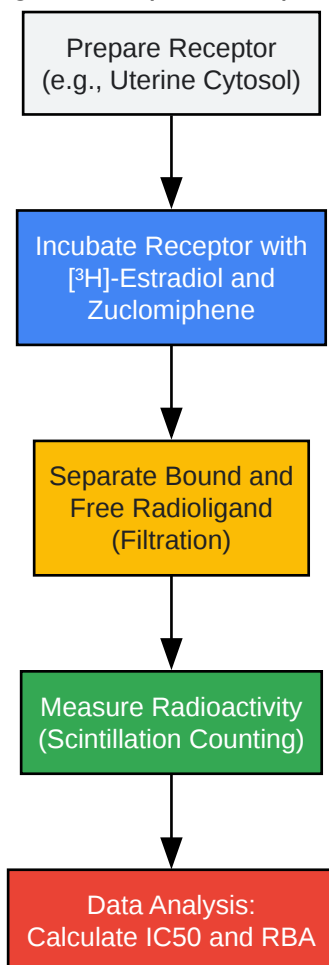 Prepare Receptor
(e.g., Uterine Cytosol)
Incubate Receptor with
[³H]-Estradiol and
Zuclomiphene
Separate Bound and
Free Radioligand
(Filtration)
Measure Radioactivity
(Scintillation Counting)
Data Analysis:
Calculate IC50 and RBA